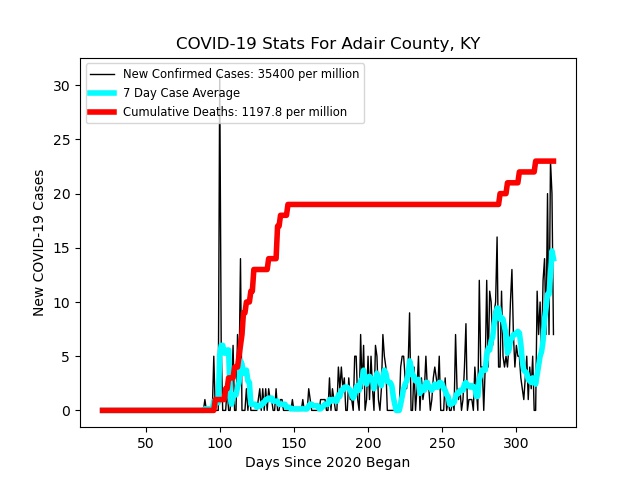 COVID-19 Stats For Adair County, KY
New Confirmed Cases: 35400 per million
7 Day Case Average
Cumulative Deaths: 1197.8 per million
New COVID-19 Cases
30
25
20
15
10
5
0
50
100
150
200
250
300
Days Since 2020 Began